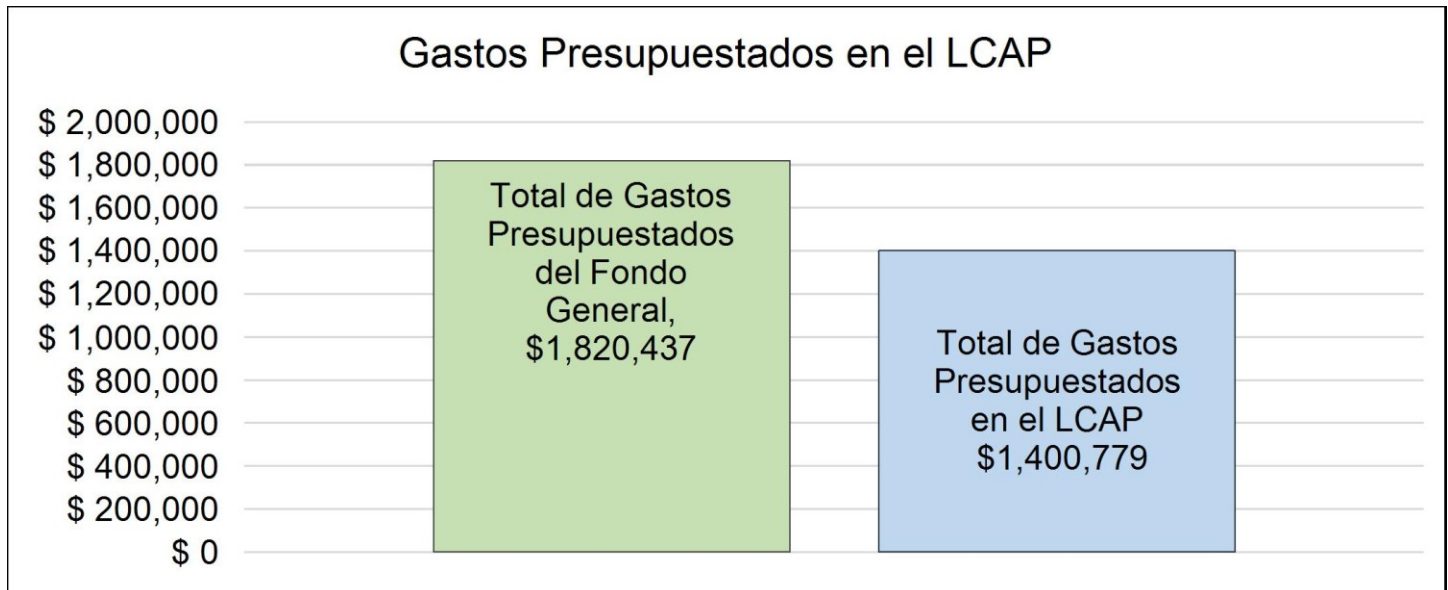 Gastos Presupuestados en el LCAP
$ 2,000,000
$ 1,800,000
$ 1,600,000
$ 1,400,000
$ 1,200,000
$ 1,000,000
$ 800,000
$ 600,000
$ 400,000
$ 200,000
$ 0
Total de Gastos
Presupuestados
del Fondo
General,
$1,820,437
Total de Gastos
Presupuestados
en el LCAP
$1,400,779